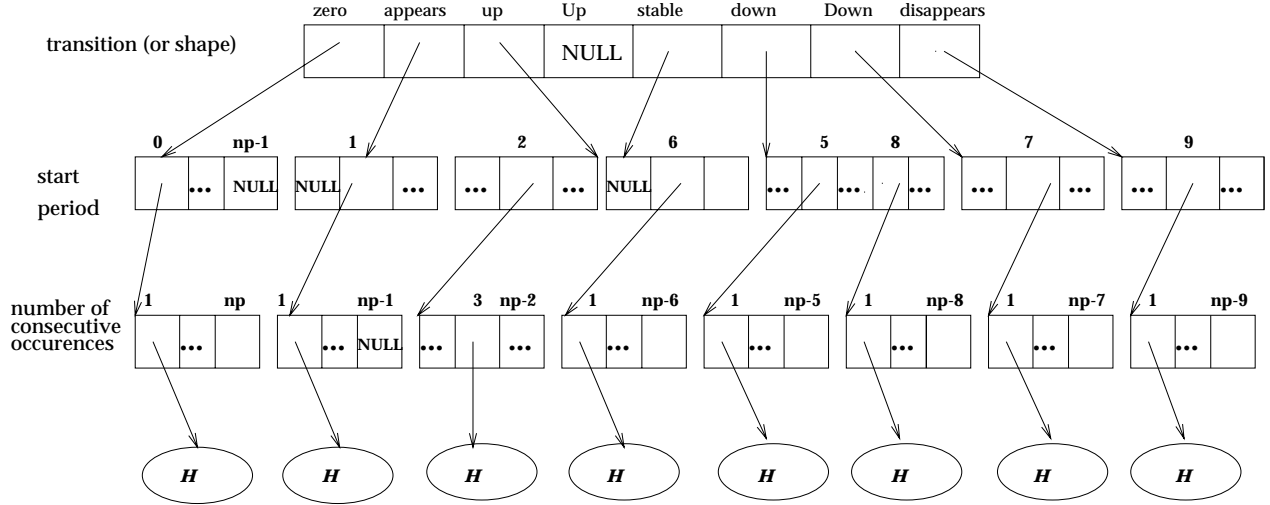 zero appears up Up stable down Down disappears
transition (or shape)
NULL
0 np-1 1 2 6 5 8 7 9
start
period
... NULL NULL ... ... ... NULL ... ... ... ... ... ... ...
number of
consecutive
occurences
1 np 1 np-1 3 np-2 1 np-6 1 np-5 1 np-8 1 np-7 1 np-9
... ... NULL ... ... ... ... ... ... ...
H H H H H H H H